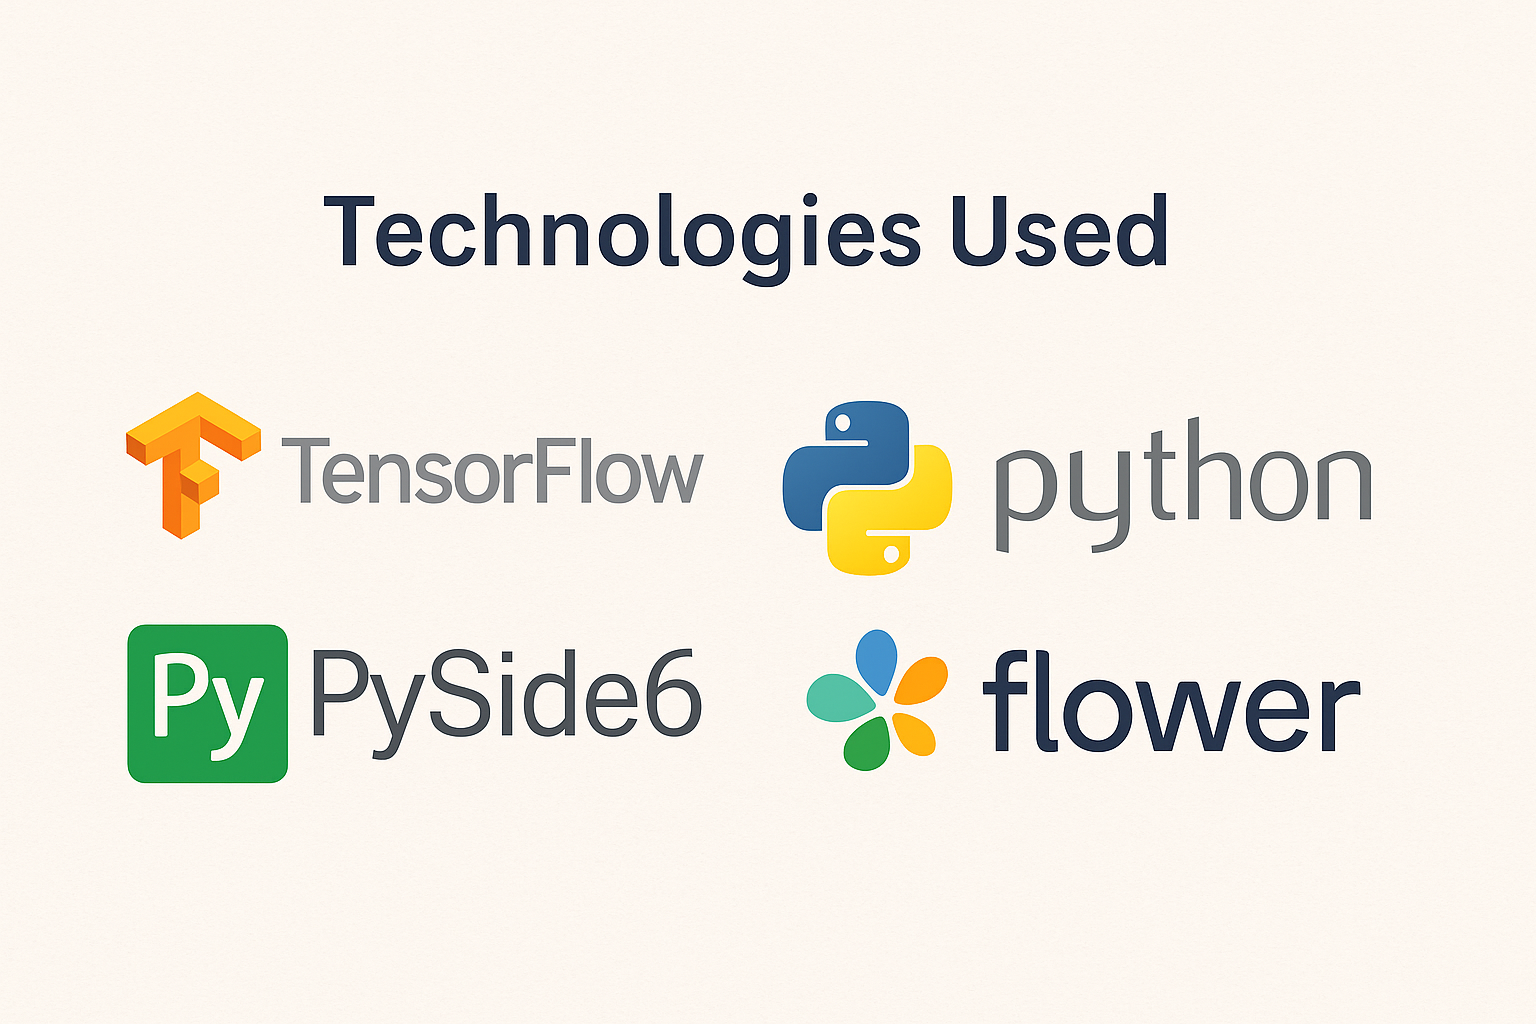 Technologies Used
TensorFlow
python
Py PySide6
flower